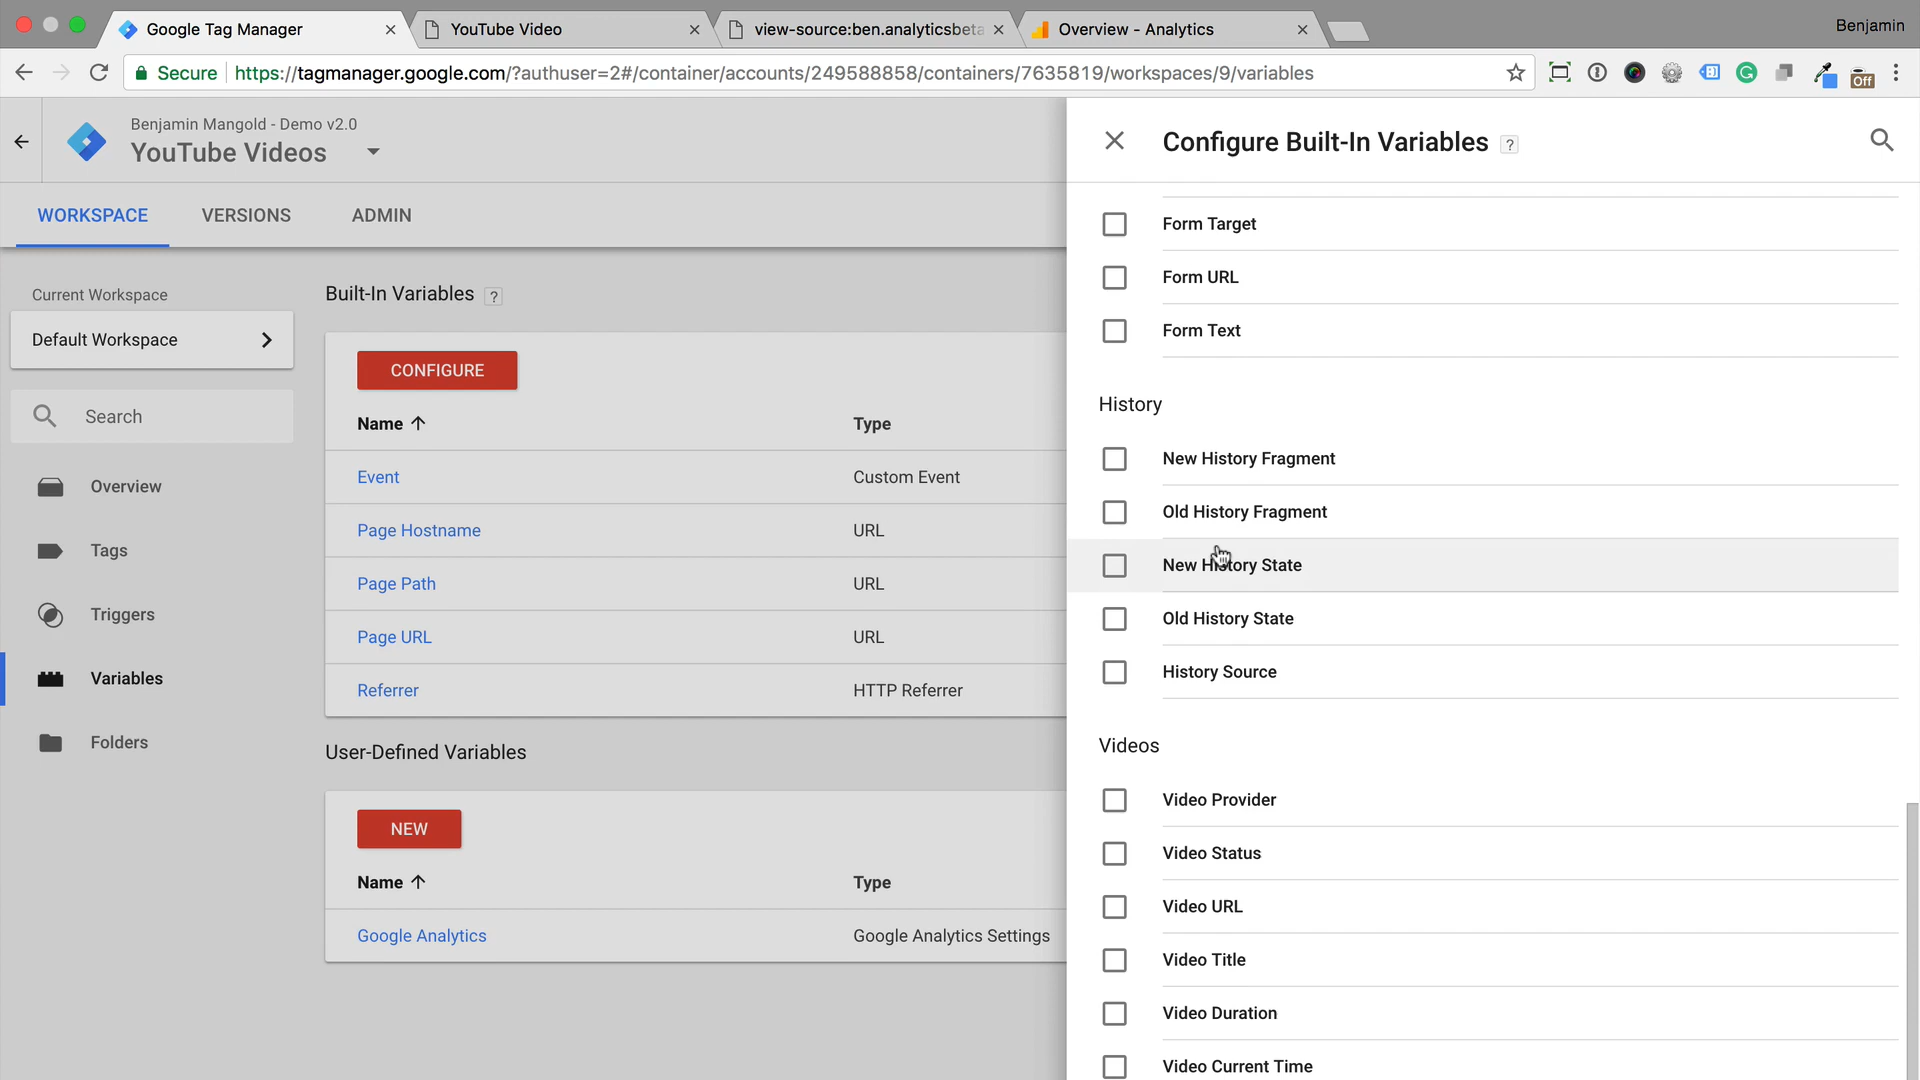 Google Tag Manager
YouTube Video
view-source:ben.analyticsbeta
Overview - Analytics
Benjamin
Secure
https://tagmanager.google.com/?authuser=2#/container/accounts/249588858/containers/7635819/workspaces/9/variables
Off
Benjamin Mangold - Demo v2.0
YouTube Videos
WORKSPACE
VERSIONS
ADMIN
Current Workspace
Default Workspace
Search
Overview
Tags
Triggers
Variables
Folders
Built-In Variables ?
CONFIGURE
Name Type
Event Custom Event
Page Hostname URL
Page Path URL
Page URL URL
Referrer HTTP Referrer
User-Defined Variables
NEW
Name Type
Google Analytics Google Analytics Settings
Configure Built-In Variables ?
Form Target
Form URL
Form Text
History
New History Fragment
Old History Fragment
New History State
Old History State
History Source
Videos
Video Provider
Video Status
Video URL
Video Title
Video Duration
Video Current Time